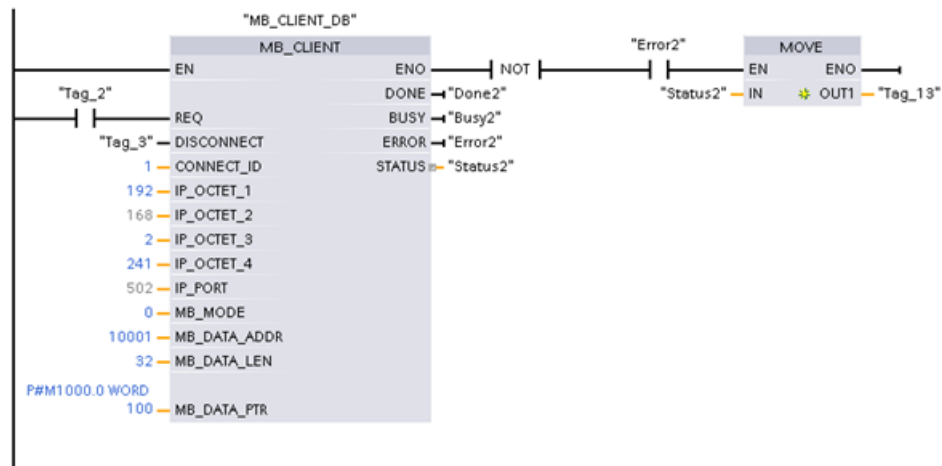 "MB_CLIENT_DB"
MB_CLIENT
"Error2"
MOVE
EN ENO NOT EN ENO
"Tag_2" DONE "Done2" "Status2" IN OUT1 "Tag_13"
REQ BUSY "Busy2"
"Tag_3" DISCONNECT ERROR "Error2"
1 CONNECT_ID STATUS "Status2"
192 IP_OCTET_1
168 IP_OCTET_2
2 IP_OCTET_3
241 IP_OCTET_4
502 IP_PORT
0 MB_MODE
10001 MB_DATA_ADDR
32 MB_DATA_LEN
P#M1000.0 WORD
100 MB_DATA_PTR